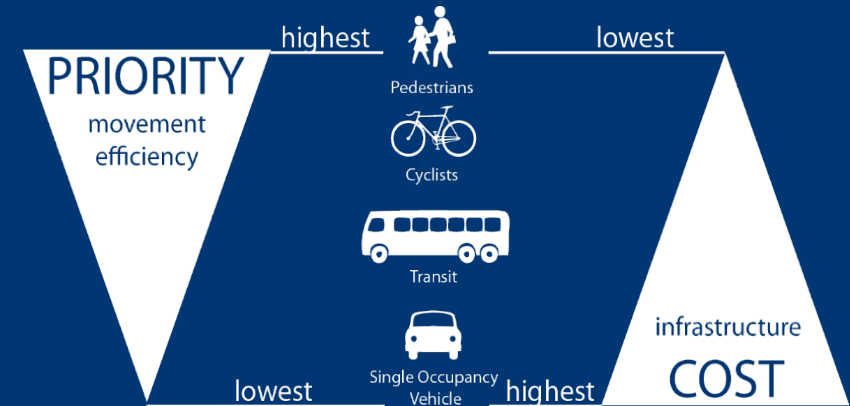 highest
lowest
PRIORITY
movement
efficiency
Pedestrians
Cyclists
Transit
infrastructure
COST
Single Occupancy
Vehicle
lowest
highest